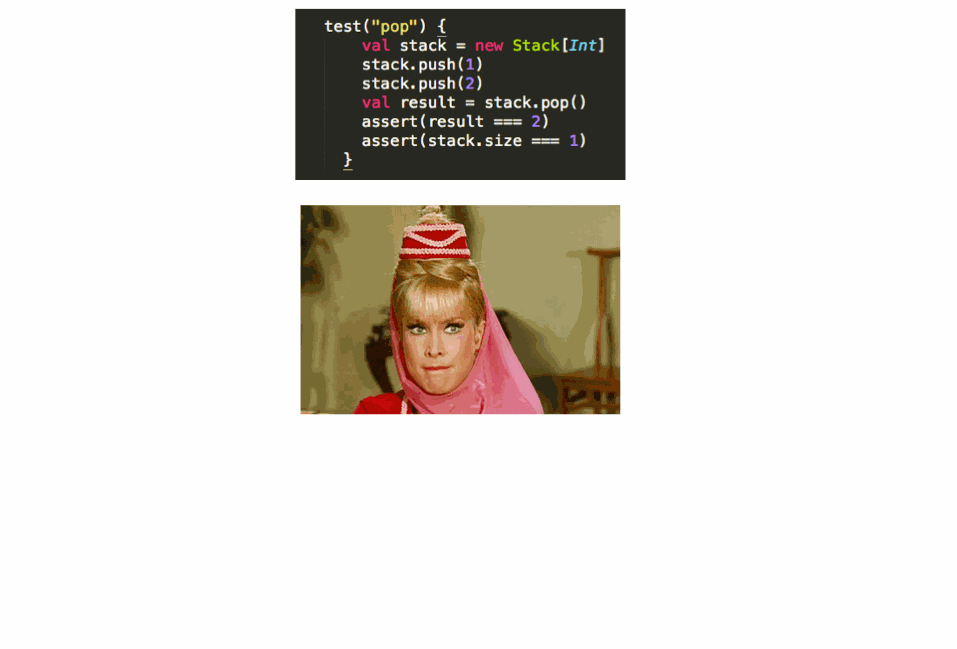 test("pop") {
val stack = new Stack[Int]
stack.push(1)
stack.push(2)
val result = stack.pop()
assert(result === 2)
assert(stack.size === 1)
}